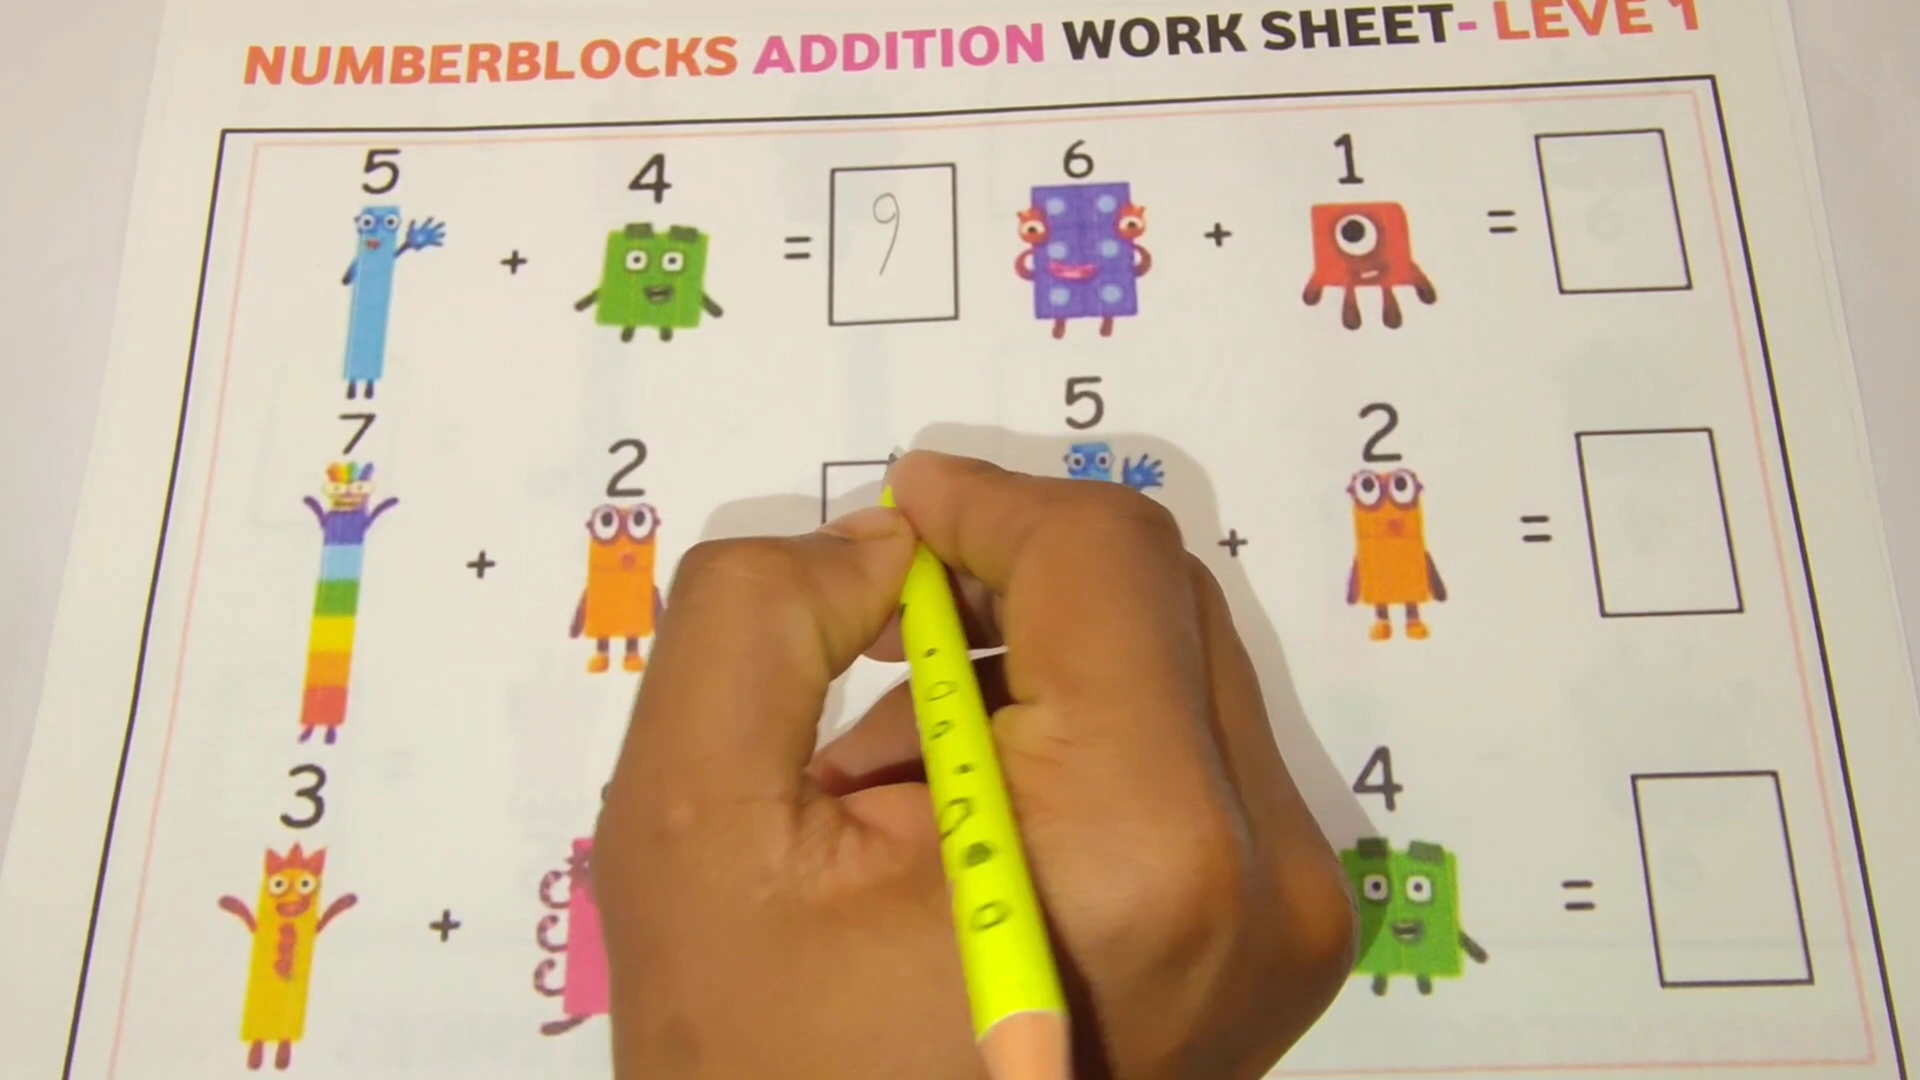 NUMBERBLOCKS ADDITION WORK SHEET- LEVE 1
5 + 4 = 9
6 + 1 =
7 + 2
5 + 2 =
3 +
4 =